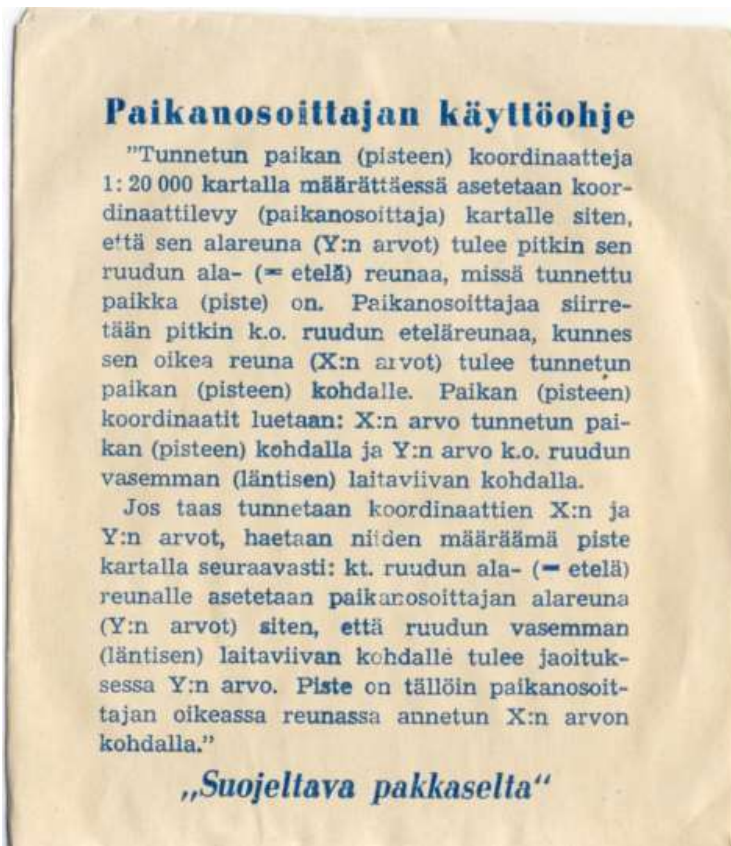 Paikanosoittajan käyttöohje
”Tunnetun paikan (pisteen) koordinaatteja
1: 20 000 kartalla määrättäessä asetetaan koor-
dinaattilevy (paikanosoittaja) kartalle siten,
että sen alareuna (Y:n arvot) tulee pitkin sen
ruudun ala- (= etelä) reunaa, missä tunnettu
paikka (piste) on. Paikanosoittajaa siirre-
tään pitkin k.o. ruudun eteläreunaa, kunnes
sen oikea reuna (X:n arvot) tulee tunnetun
paikan (pisteen) kohdalle. Paikan (pisteen)
koordinaatit luetaan: X:n arvo tunnetun pai-
kan (pisteen) kohdalla ja Y:n arvo k.o. ruudun
vasemman (läntisen) laitaviivan kohdalla.
Jos taas tunnetaan koordinaattien X:n ja
Y:n arvot, haetaan niiden määräämä piste
kartalla seuraavasti: kt. ruudun ala- (= etelä)
reunalle asetetaan paikanosoittajan alareuna
(Y:n arvot) siten, että ruudun vasemman
(läntisen) laitaviivan kohdalle tulee jaoituk-
sessa Y:n arvo. Piste on tällöin paikanosoit-
tajan oikeassa reunassa annetun X:n arvon
kohdalla.”
„Suojeltava pakkaselta“